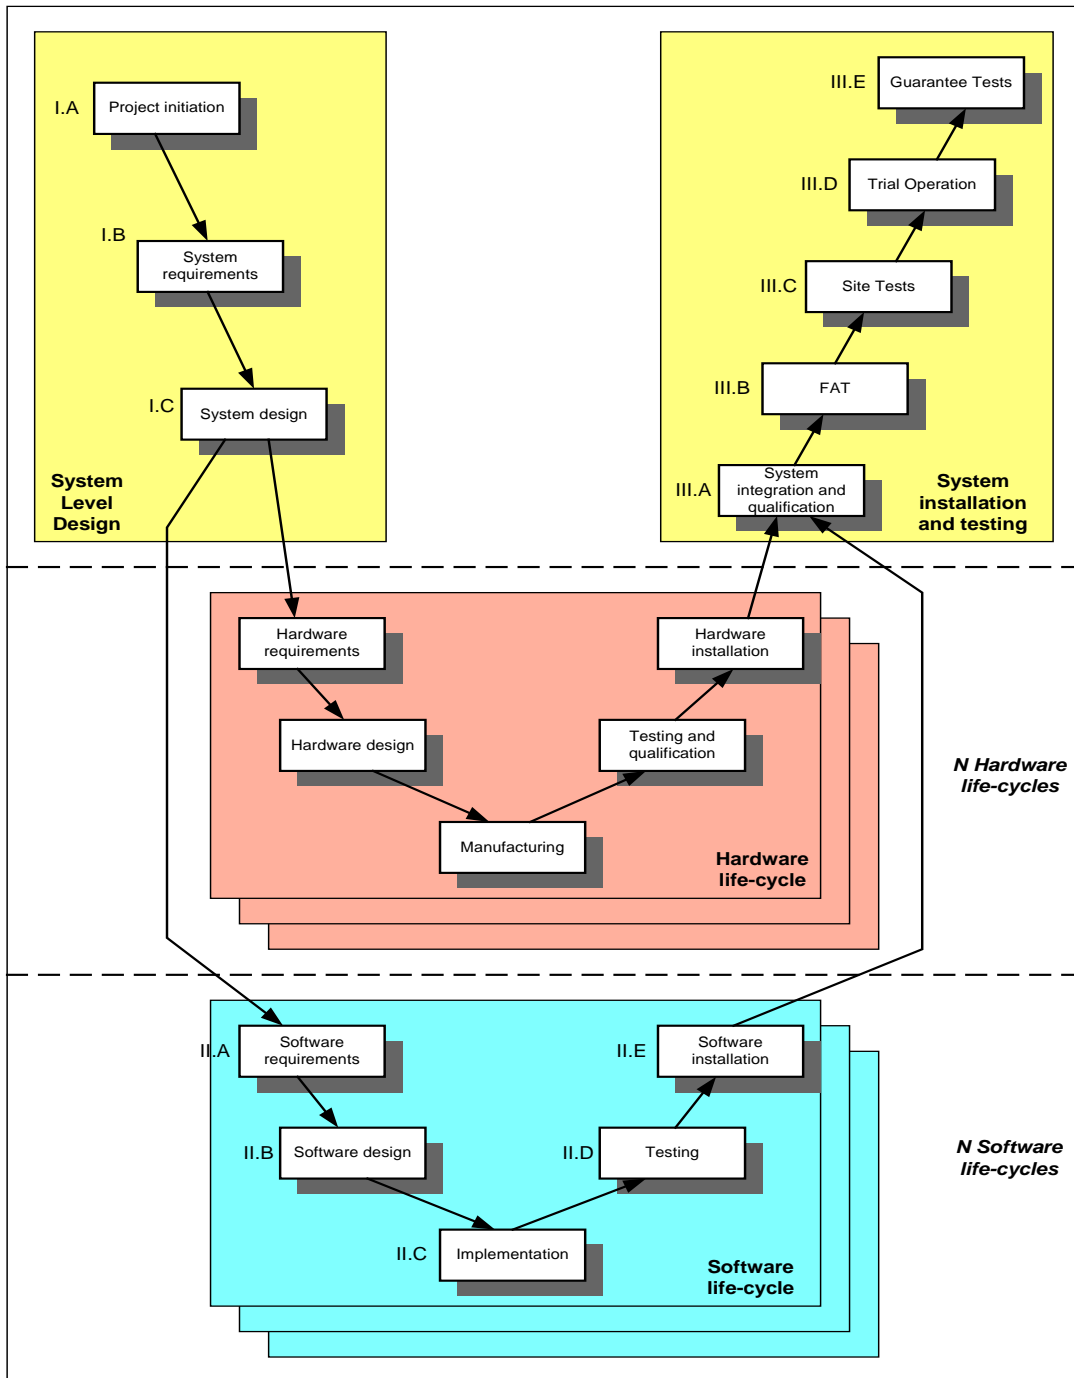 I.A
Project initiation
I.B
System
requirements
I.C
System design
System
Level
Design
III.E
Guarantee Tests
III.D
Trial Operation
III.C
Site Tests
III.B
FAT
III.A
System
integration and
qualification
System
installation
and testing
Hardware
requirements
Hardware
installation
Hardware design
Testing and
qualification
Manufacturing
Hardware
life-cycle
N Hardware
life-cycles
II.A
Software
requirements
II.E
Software
installation
II.B
Software design
II.D
Testing
II.C
Implementation
Software
life-cycle
N Software
life-cycles